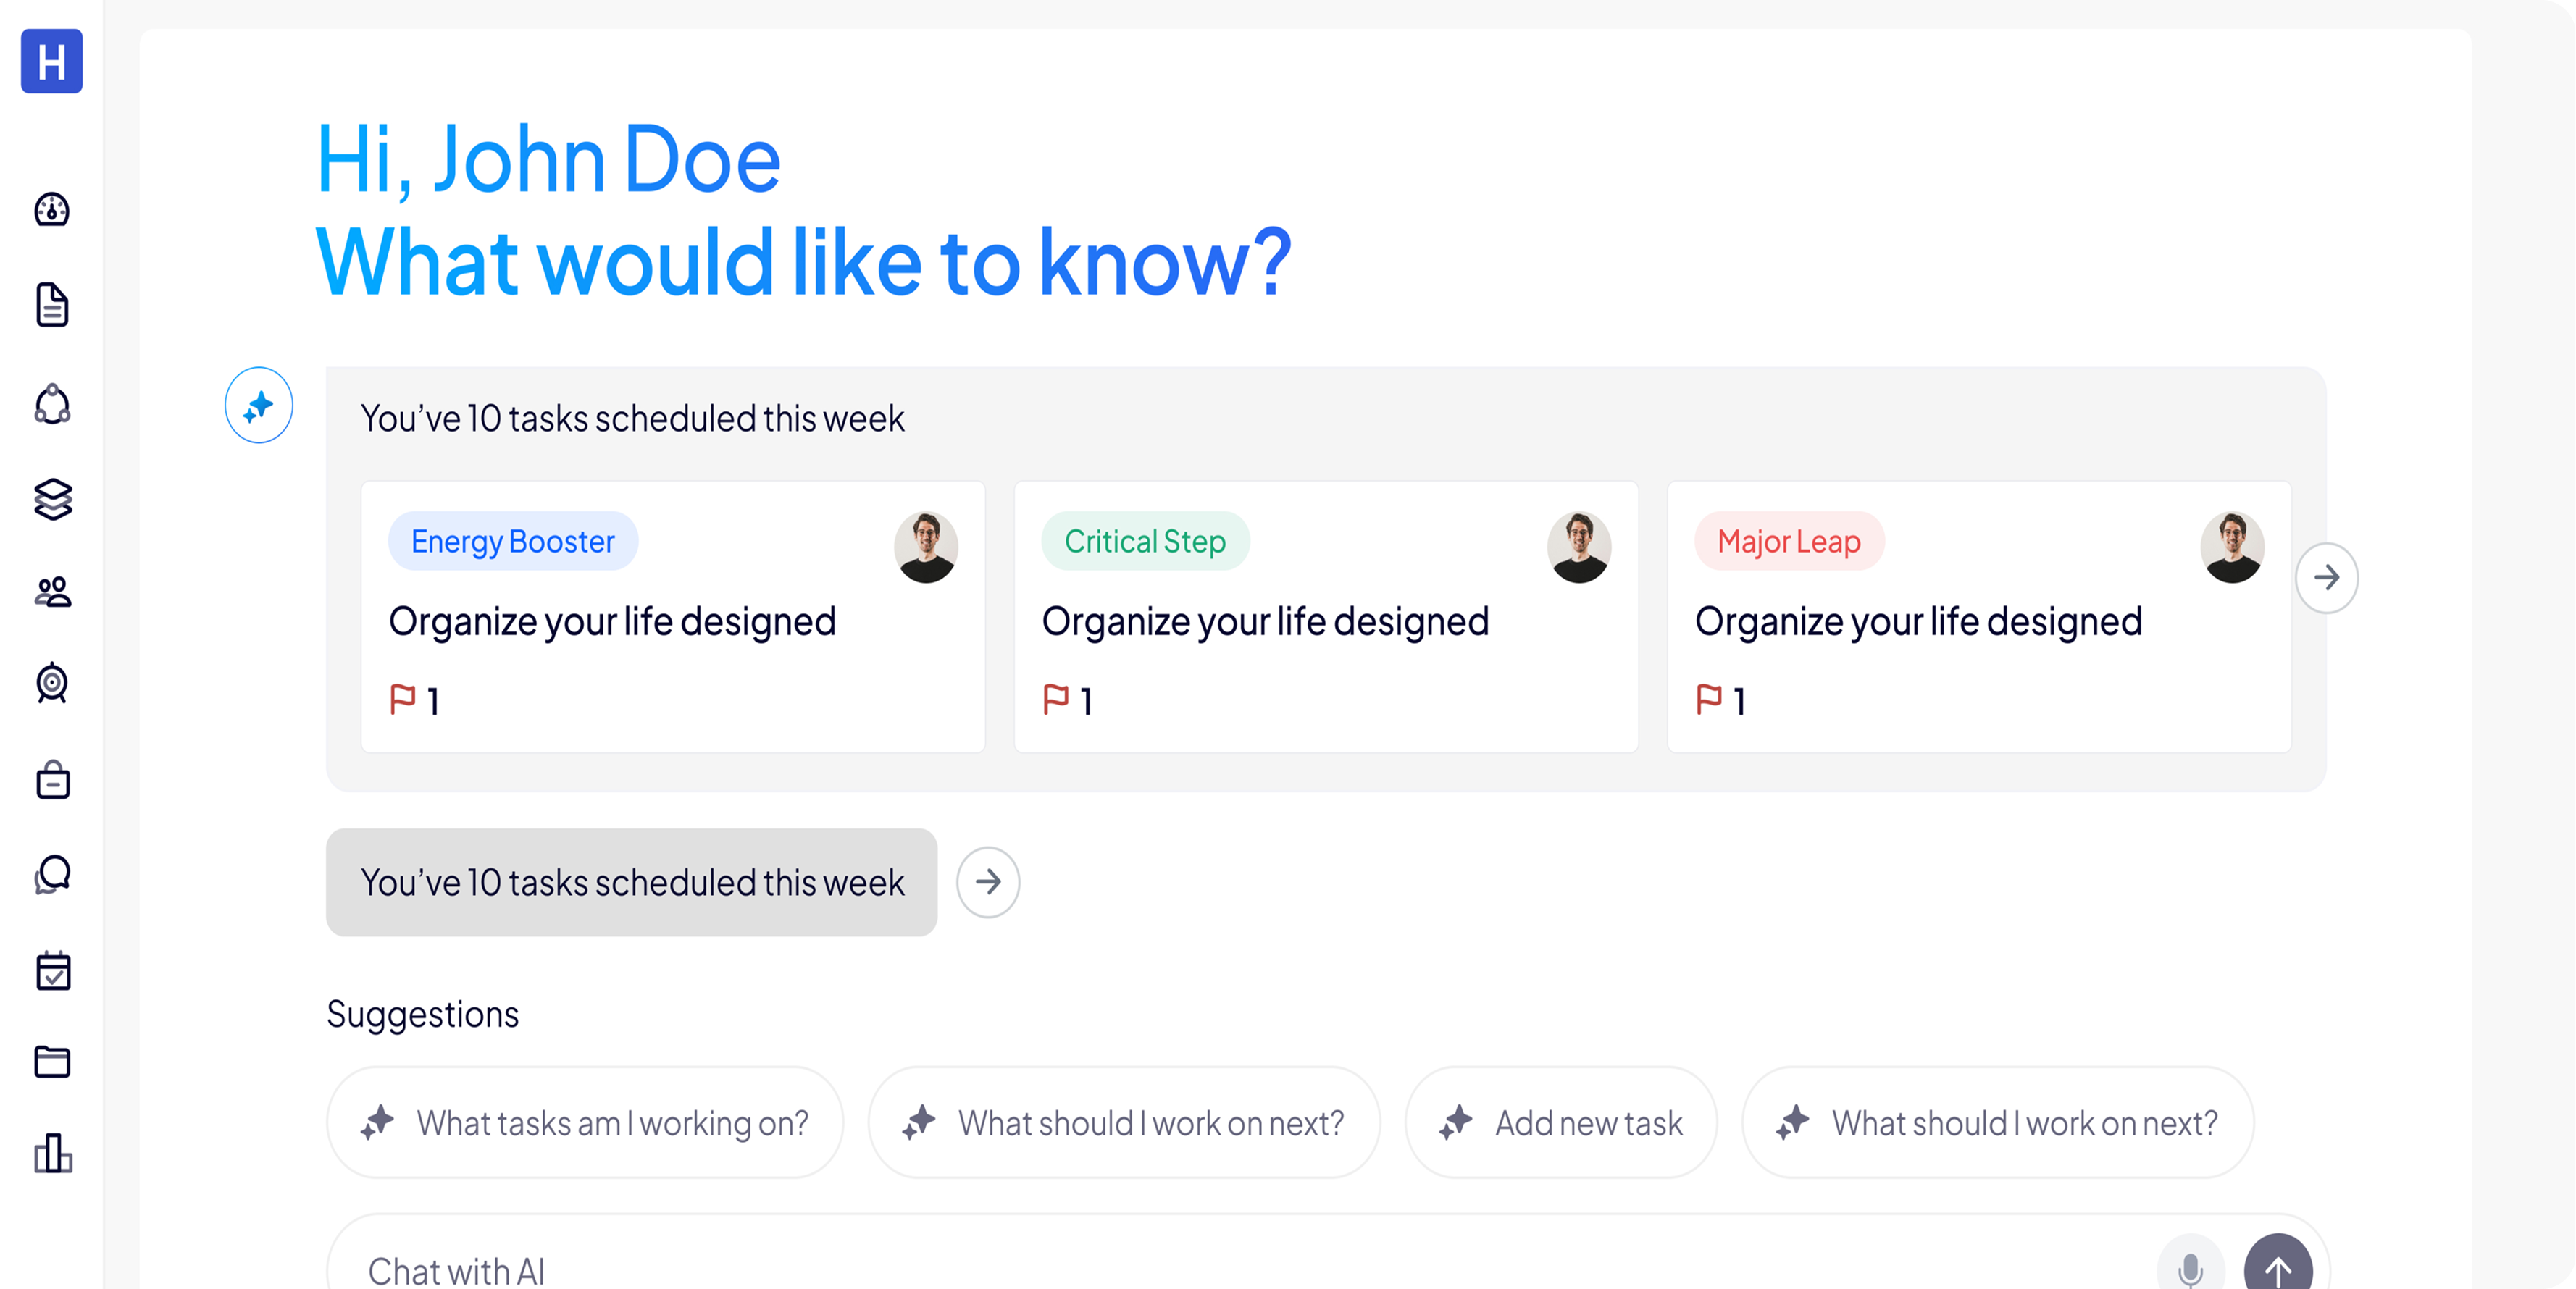 H
Hi, John Doe
What would like to know?
You’ve 10 tasks scheduled this week
Energy Booster
Organize your life designed
1
Critical Step
Organize your life designed
1
Major Leap
Organize your life designed
1
You’ve 10 tasks scheduled this week
Suggestions
What tasks am I working on?
What should I work on next?
Add new task
What should I work on next?
Chat with AI